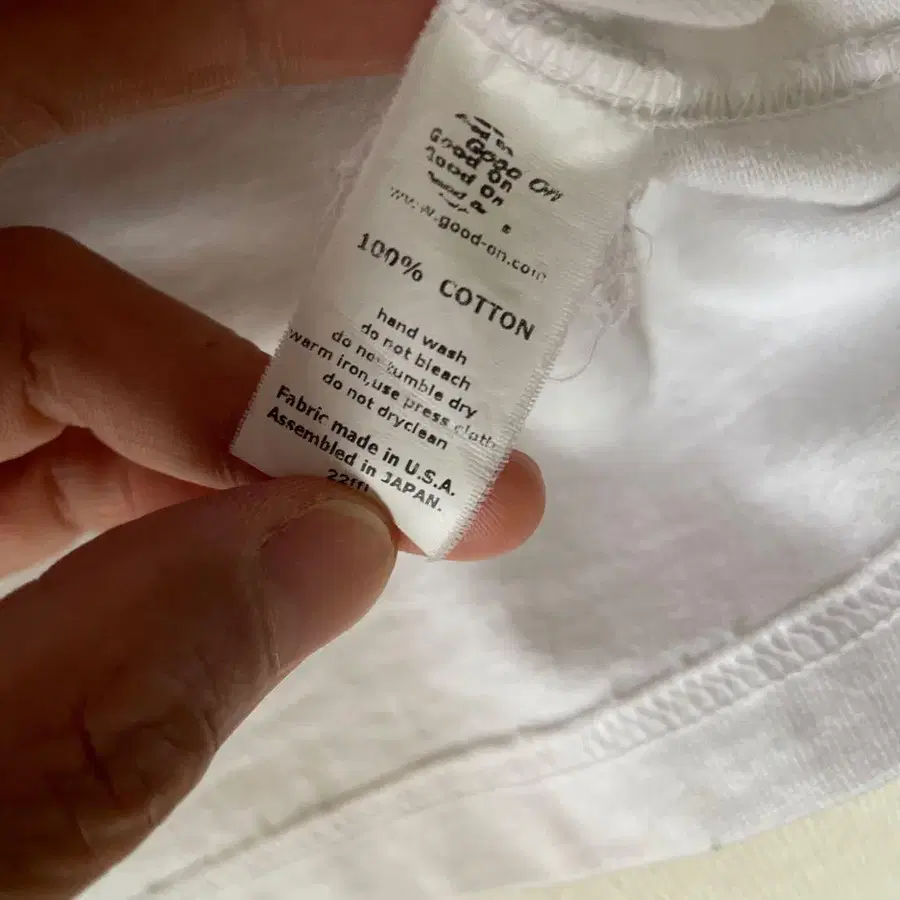 Good On
Good On
Good On
www.good-on.com
100% COTTON
hand wash
do not bleach
do not tumble dry
warm iron,use press cloth
do not dryclean
Fabric made in U.S.A.
Assembled in JAPAN.